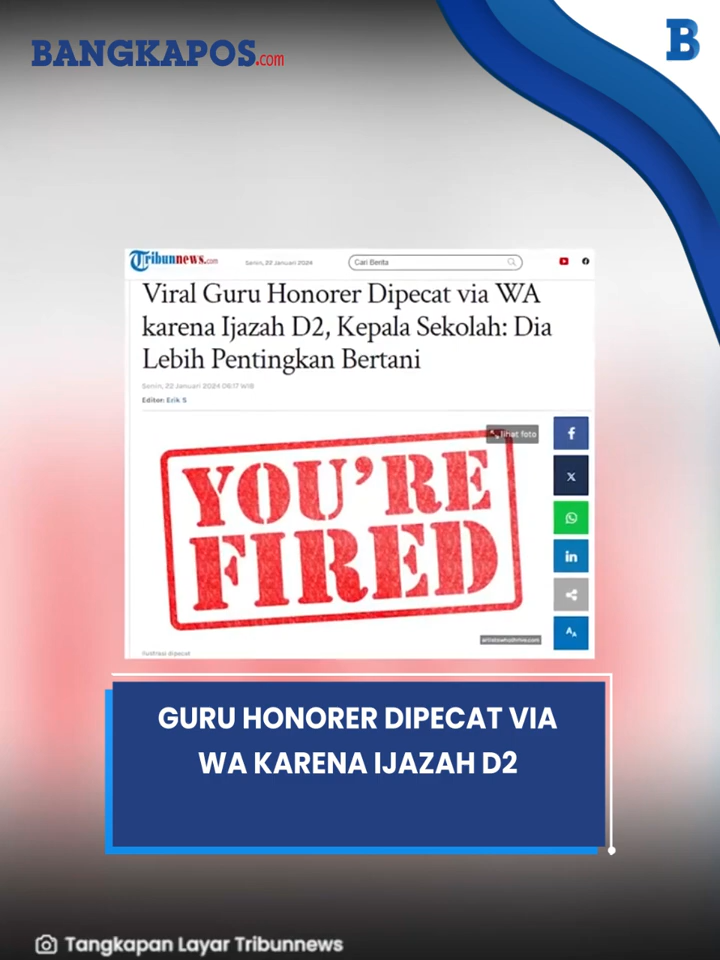 BANGKAPOS.com
B
Tribunnews.com
Senin, 22 Januari 2024
Cari Berita
Viral Guru Honorer Dipecat via WA
karena Ijazah D2, Kepala Sekolah: Dia
Lebih Pentingkan Bertani
Senin, 22 Januari 2024 06:17 WIB
Editor: Erik S
lihat foto
YOU'RE
FIRED
f
X
in
AA
Ilustrasi dipecat
GURU HONORER DIPECAT VIA
WA KARENA IJAZAH D2
Tangkapan Layar Tribunnews